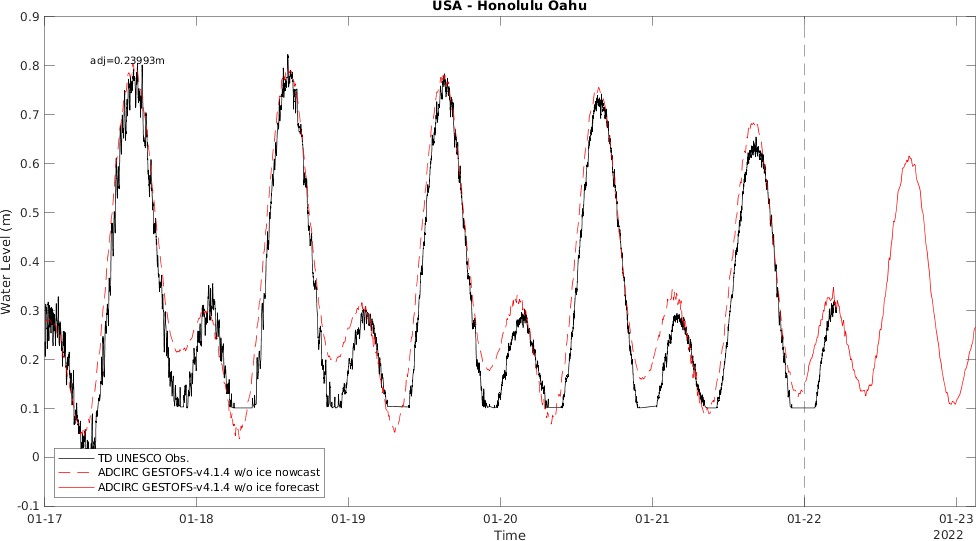 USA - Honolulu Oahu
0.9
0.8
0.7
0.6
0.5
0.4
0.3
0.2
0.1
0
-0.1
Water Level (m)
adj=0.23993m
TD UNESCO Obs.
ADCIRC GESTOFS-v4.1.4 w/o ice nowcast
ADCIRC GESTOFS-v4.1.4 w/o ice forecast
01-17 01-18 01-19 01-20 01-21 01-22 01-23
Time
2022